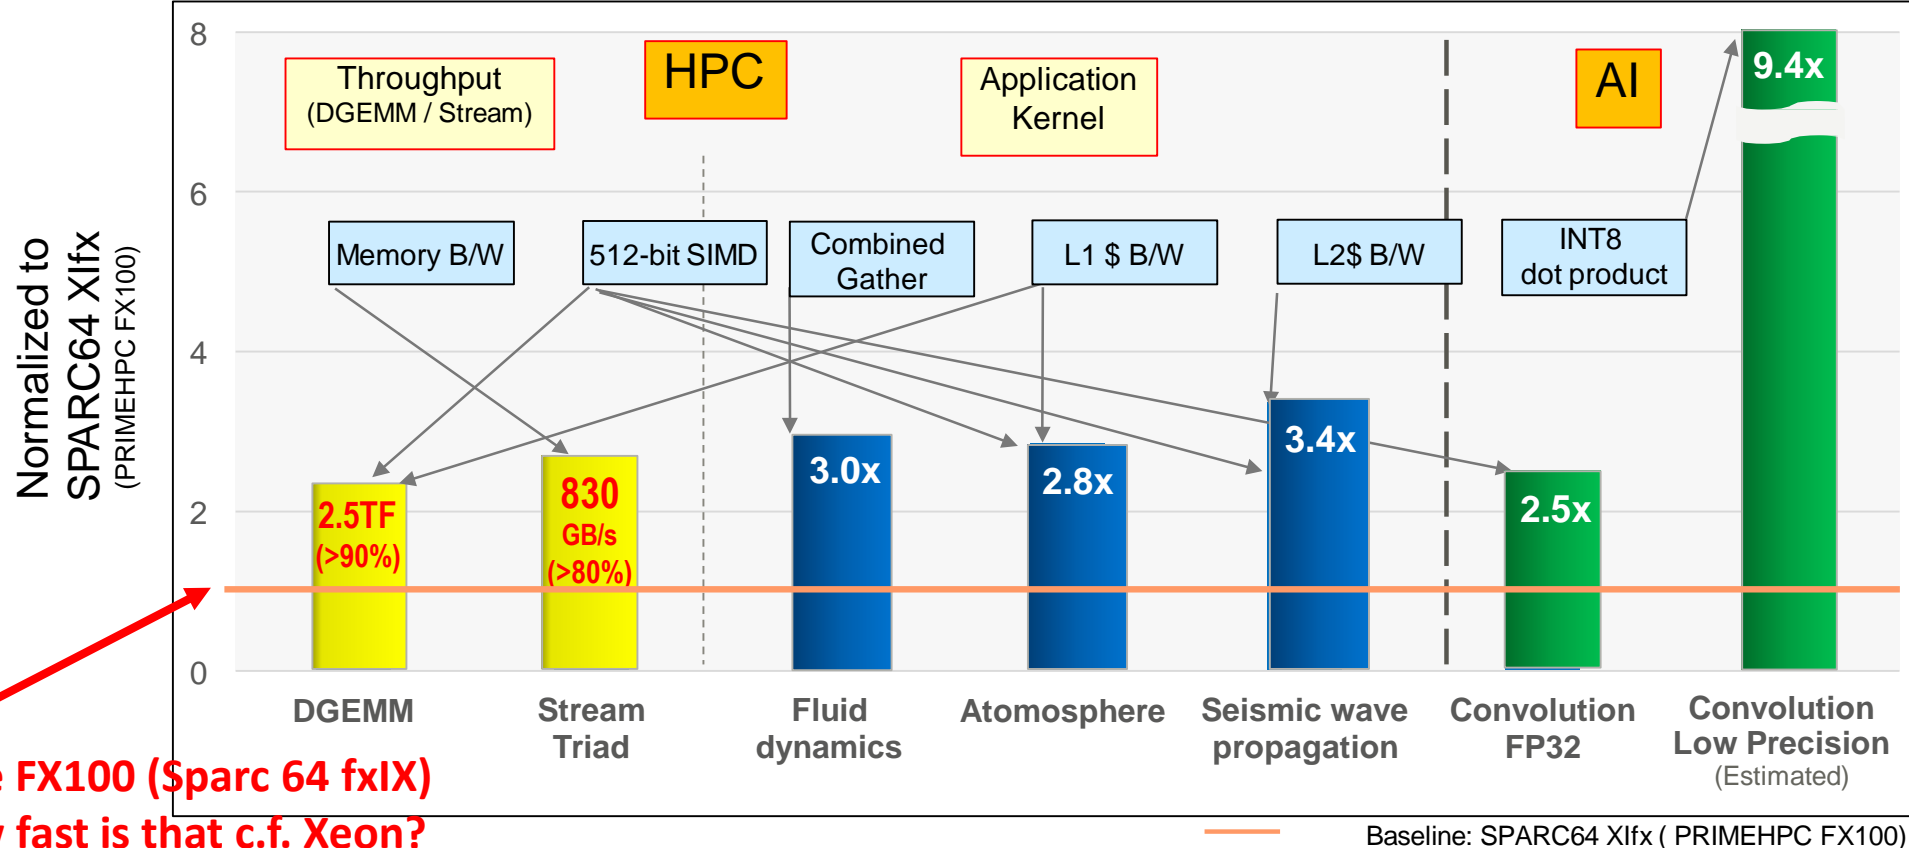 8
6
4
2
0
Normalized to
SPARC64 XIfx
(PRIMEHPC FX100)
Throughput
(DGEMM / Stream)
HPC
Application
Kernel
AI
9.4x
Memory B/W
512-bit SIMD
Combined
Gather
L1 $ B/W
L2$ B/W
INT8
dot product
2.5TF
(>90%)
830
GB/s
(>80%)
3.0x
2.8x
3.4x
2.5x
DGEMM
Stream
Triad
Fluid
dynamics
Atomosphere
Seismic wave
propagation
Convolution
FP32
Convolution
Low Precision
(Estimated)
FX100 (Sparc 64 fxIX)
fast is that c.f. Xeon?
Baseline: SPARC64 XIfx ( PRIMEHPC FX100)